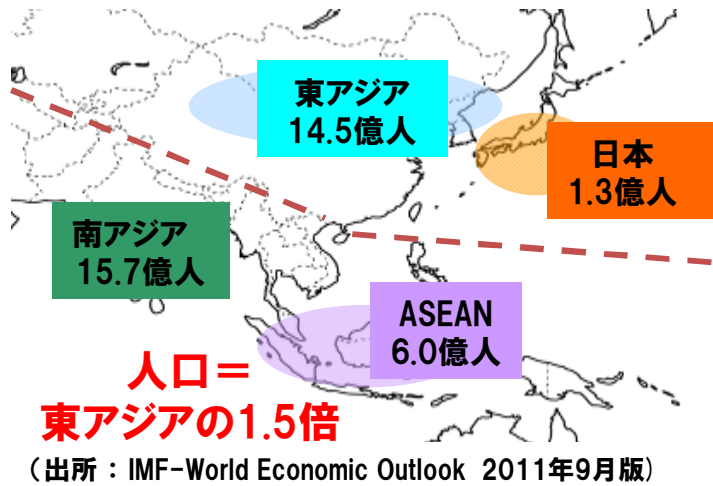 東アジア
14.5億人
日本
1.3億人
南アジア
15.7億人
ASEAN
6.0億人
人口＝
東アジアの1.5倍
（出所：IMF-World Economic Outlook 2011年9月版）